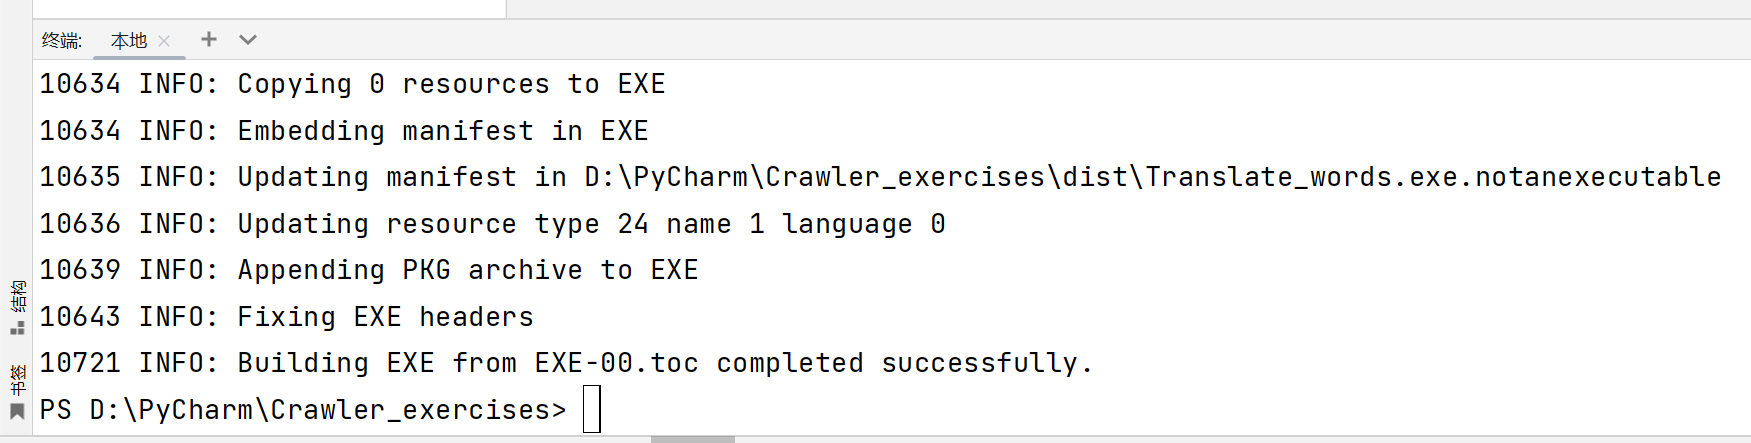 终端: 本地
10634 INFO: Copying 0 resources to EXE
10634 INFO: Embedding manifest in EXE
10635 INFO: Updating manifest in D:\PyCharm\Crawler_exercises\dist\Translate_words.exe.notanexecutable
10636 INFO: Updating resource type 24 name 1 language 0
10639 INFO: Appending PKG archive to EXE
10643 INFO: Fixing EXE headers
10721 INFO: Building EXE from EXE-00.toc completed successfully.
PS D:\PyCharm\Crawler_exercises>
结构
书签